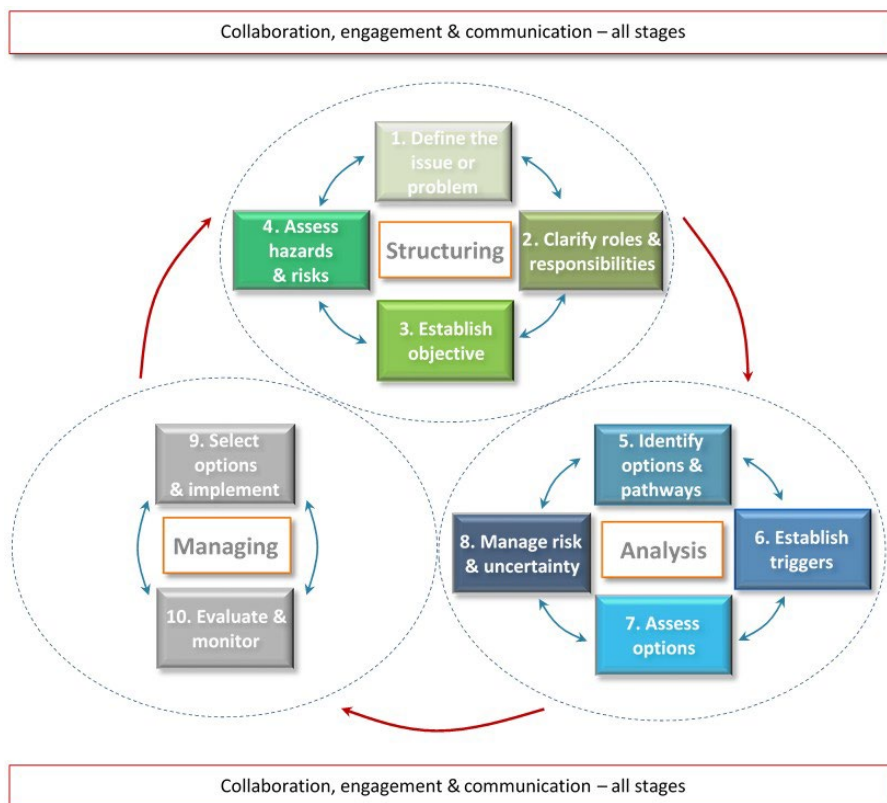 Collaboration, engagement & communication – all stages
1. Define the
issue or
problem
4. Assess
hazards
& risks
Structuring
2. Clarify roles &
responsibilities
3. Establish
objective
9. Select
options
& implement
Managing
10. Evaluate &
monitor
5. Identify
options &
pathways
8. Manage risk
& uncertainty
Analysis
6. Establish
triggers
7. Assess
options
Collaboration, engagement & communication – all stages